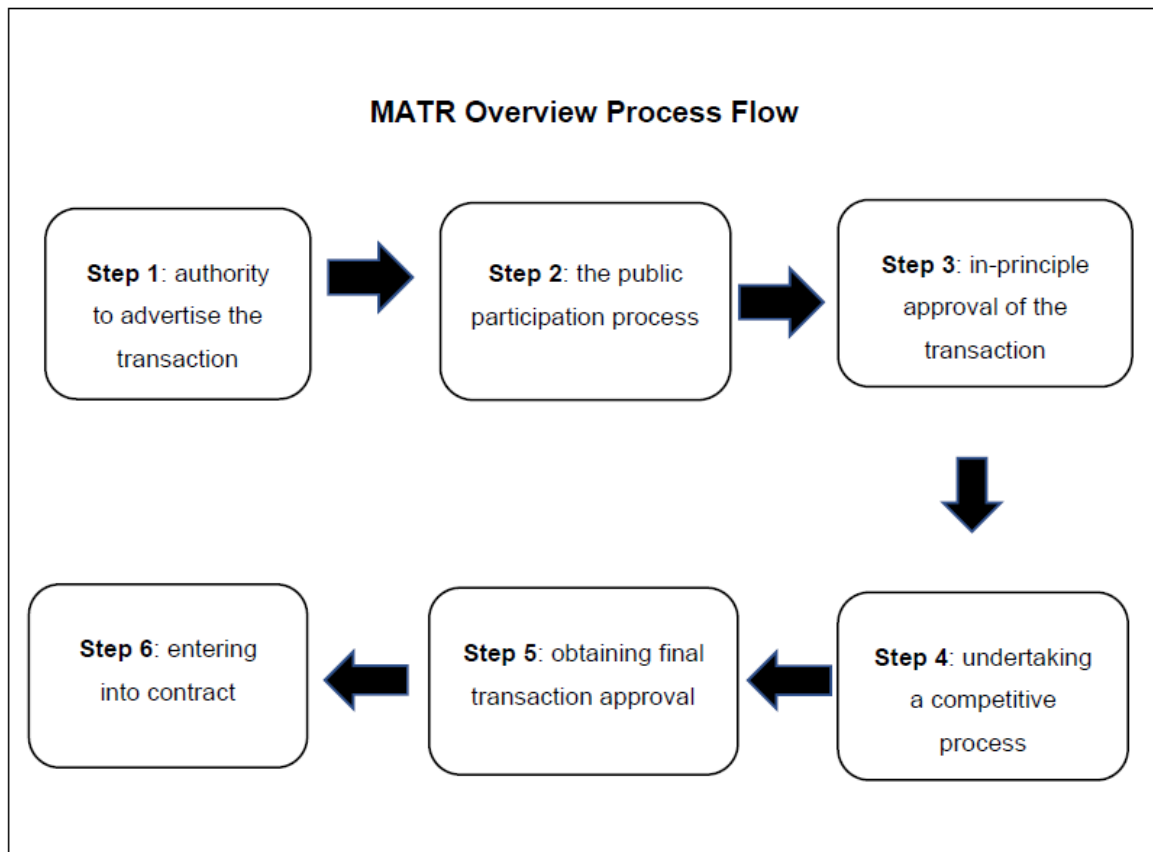 MATR Overview Process Flow
Step 1: authority
to advertise the
transaction
Step 2: the public
participation process
Step 3: in-principle
approval of the
transaction
Step 4: undertaking
a competitive
process
Step 5: obtaining final
transaction approval
Step 6: entering
into contract